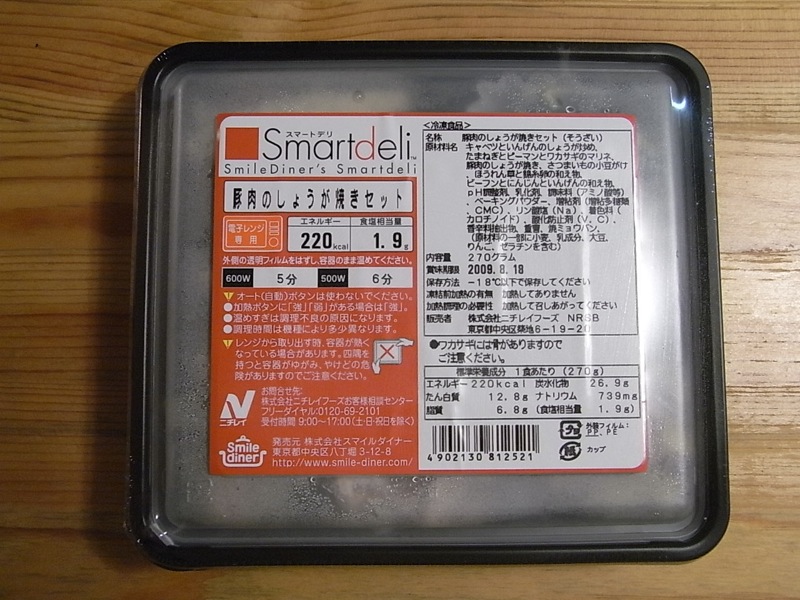 スマートデリ
Smartdeli™
SmileDiner's Smartdeli
豚肉のしょうが焼きセット
電子レンジ
専用
エネルギー
220kcal
食塩相当量
1.9g
外側の透明フィルムをはずし、容器のまま温めてください。
600W 5分 500W 6分
オート(自動)ボタンは使わないでください。
●加熱ボタンに「強」「弱」がある場合は「強」。
●温めすぎは調理不良の原因になります。
●調理時間は機種により多少異なります。
レンジから取り出す時、容器が熱く
なっている場合があります。四隅を
持つと容器がゆがみ、やけどの危
険がありますのでご注意ください。
ニチレイ
お問合せ先:
株式会社ニチレイフーズお客様相談センター
フリーダイヤル:0120-69-2101
受付時間 9:00〜17:00(土・日・祝日を除く)
Smile
diner
発売元 株式会社スマイルダイナー
東京都中央区八丁堀3-12-8
http://www.smile-diner.com/
<冷凍食品>
名称 豚肉のしょうが焼きセット(そうざい)
原材料名 キャベツといんげんのしょうが炒め、
たまねぎとピーマンとワカサギのマリネ、
豚肉のしょうが焼き、さつまいもの小豆がけ
、ほうれん草と錦糸卵の和え物、
ビーフンとにんじんといんげんの和え物、
pH調整剤、乳化剤、調味料(アミノ酸等)
、ベーキングパウダー、増粘剤(増粘多糖類
、CMC)、リン酸塩(Na)、着色料(
カロチノイド)、酸化防止剤(V.C)、
香辛料抽出物、重曹、焼ミョウバン、
(原材料の一部に小麦、乳成分、大豆、
りんご、ゼラチンを含む)
内容量 270グラム
賞味期限 2009.8.18
保存方法 -18℃以下で保存してください
凍結前加熱の有無 加熱してありません
加熱調理の必要性 加熱して召しあがってください
販売者 株式会社ニチレイフーズ NRSB
東京都中央区築地6-19-20
●ワカサギには骨がありますので
ご注意ください。
標準栄養成分 1食あたり (270g)
エネルギー 220kcal 炭水化物 26.9g
たん白質 12.8g ナトリウム 739mg
脂質 6.8g (食塩相当量 1.9g)
4902130812521
プラ
外装フィルム:
PP、PE
紙
カップ